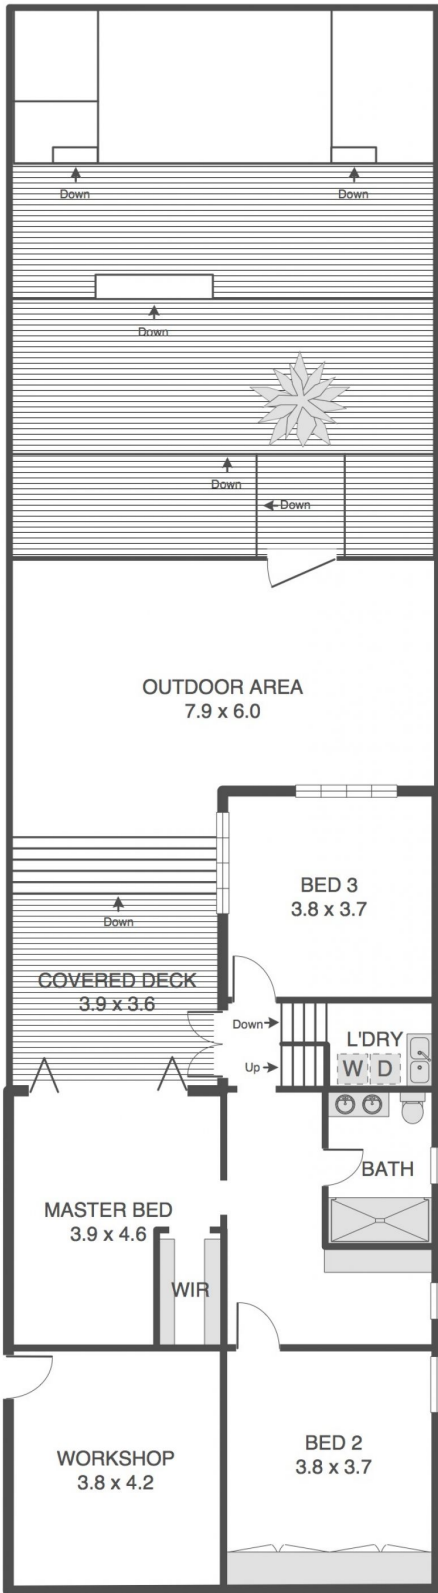 Down
Down
Down
Down
Down
OUTDOOR AREA
7.9 x 6.0
BED 3
3.8 x 3.7
Down
COVERED DECK
3.9 x 3.6
Down
L'DRY
Up
W D
BATH
MASTER BED
3.9 x 4.6
WIR
BED 2
3.8 x 3.7
WORKSHOP
3.8 x 4.2